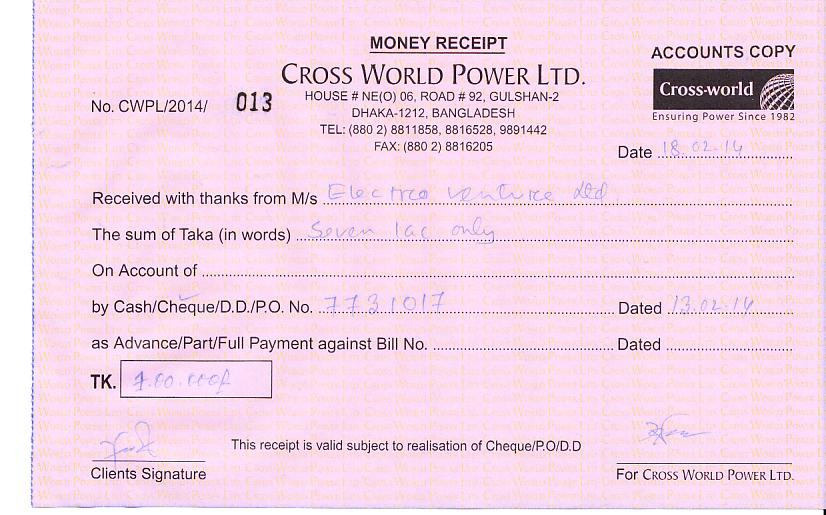 MONEY RECEIPT
ACCOUNTS COPY
CROSS WORLD POWER LTD.
Cross-world
Ensuring Power Since 1982
No. CWPL/2014/ 013
HOUSE # NE(O) 06, ROAD # 92, GULSHAN-2
DHAKA-1212, BANGLADESH
TEL: (880 2) 8811858, 8816528, 9891442
FAX: (880 2) 8816205
Date 18.02.14
Received with thanks from M/s Electro venture Ltd
The sum of Taka (in words) Seven lac only
On Account of
by Cash/Cheque/D.D./P.O. No. 7731017 Dated 13.02.14
as Advance/Part/Full Payment against Bill No. Dated
TK. 7.00.000/
This receipt is valid subject to realisation of Cheque/P.O/D.D
Clients Signature
For CROSS WORLD POWER LTD.